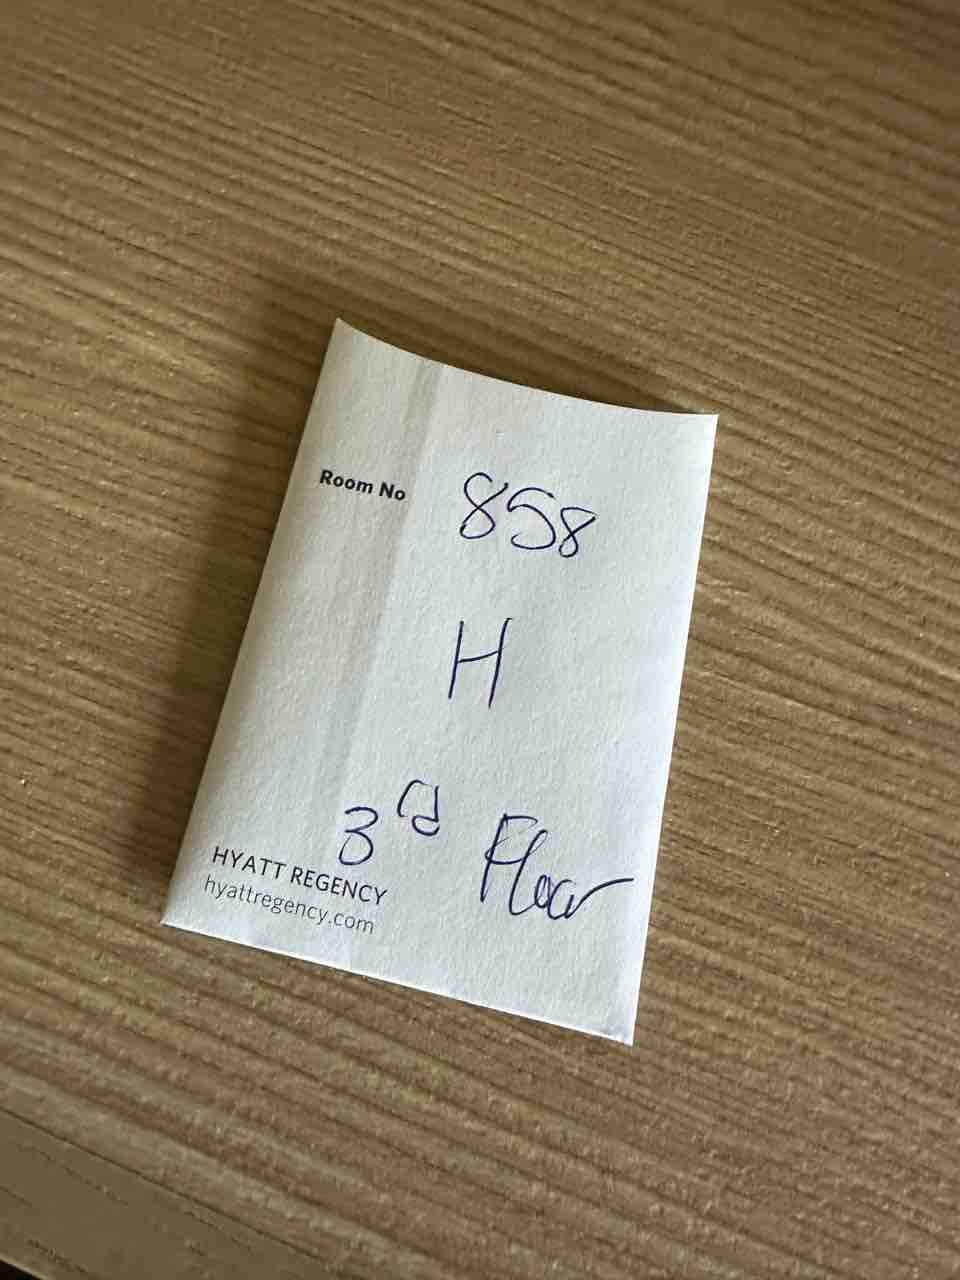 Room No 858
H
3rd Floor
HYATT REGENCY
hyattregency.com